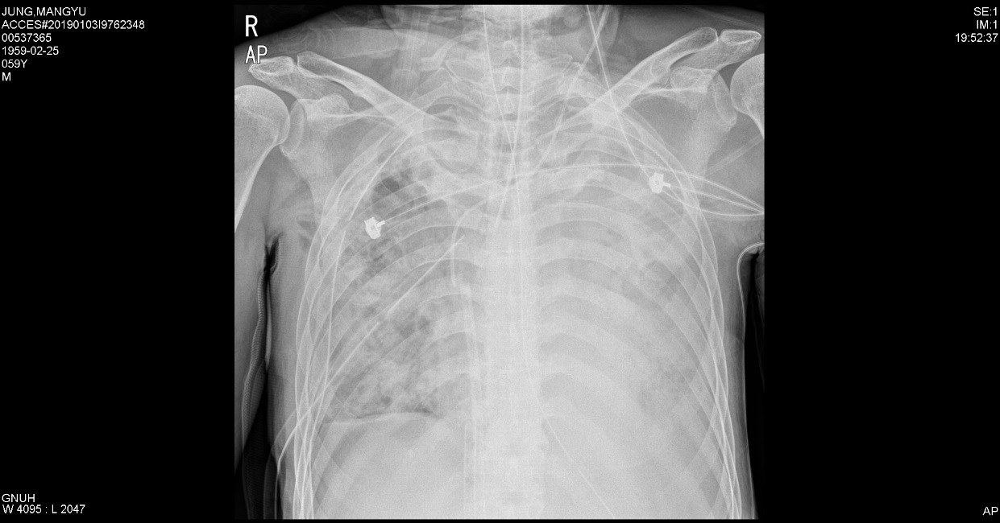 JUNG,MANGYU
ACCES#20190103I9762348
00537365
1959-02-25
059Y
M
R
AP
SE:1
IM:1
19:52:37
GNUH
W 4095 : L 2047
AP